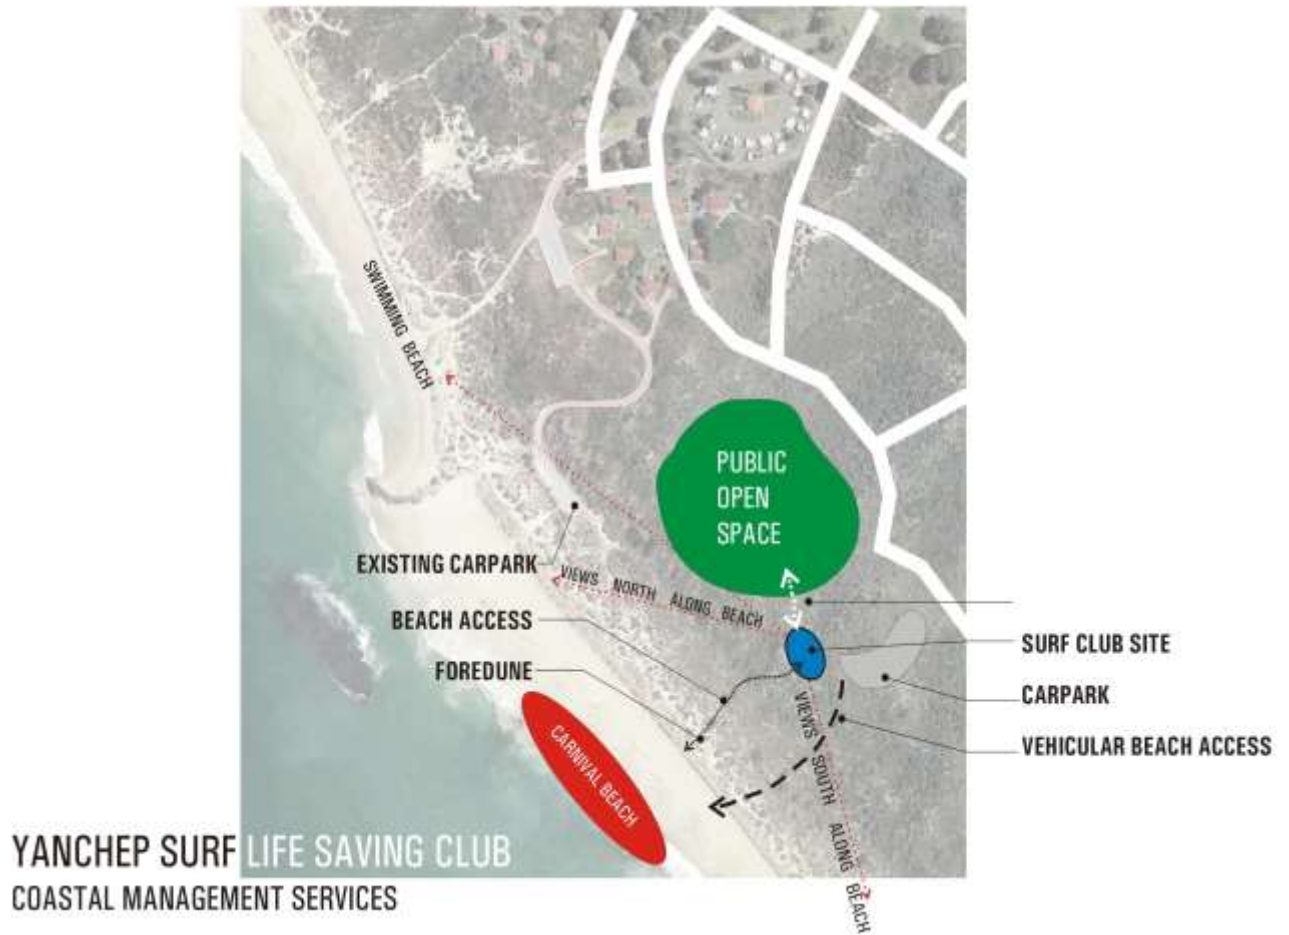 SWIMMING BEACH
PUBLIC
OPEN
SPACE
EXISTING CARPARK
VIEWS NORTH ALONG BEACH
BEACH ACCESS
SURF CLUB SITE
FOREDUNE
CARPARK
VIEWS SOUTH ALONG BEACH
VEHICULAR BEACH ACCESS
CARNIVAL BEACH
YANCHEP SURF LIFE SAVING CLUB
COASTAL MANAGEMENT SERVICES